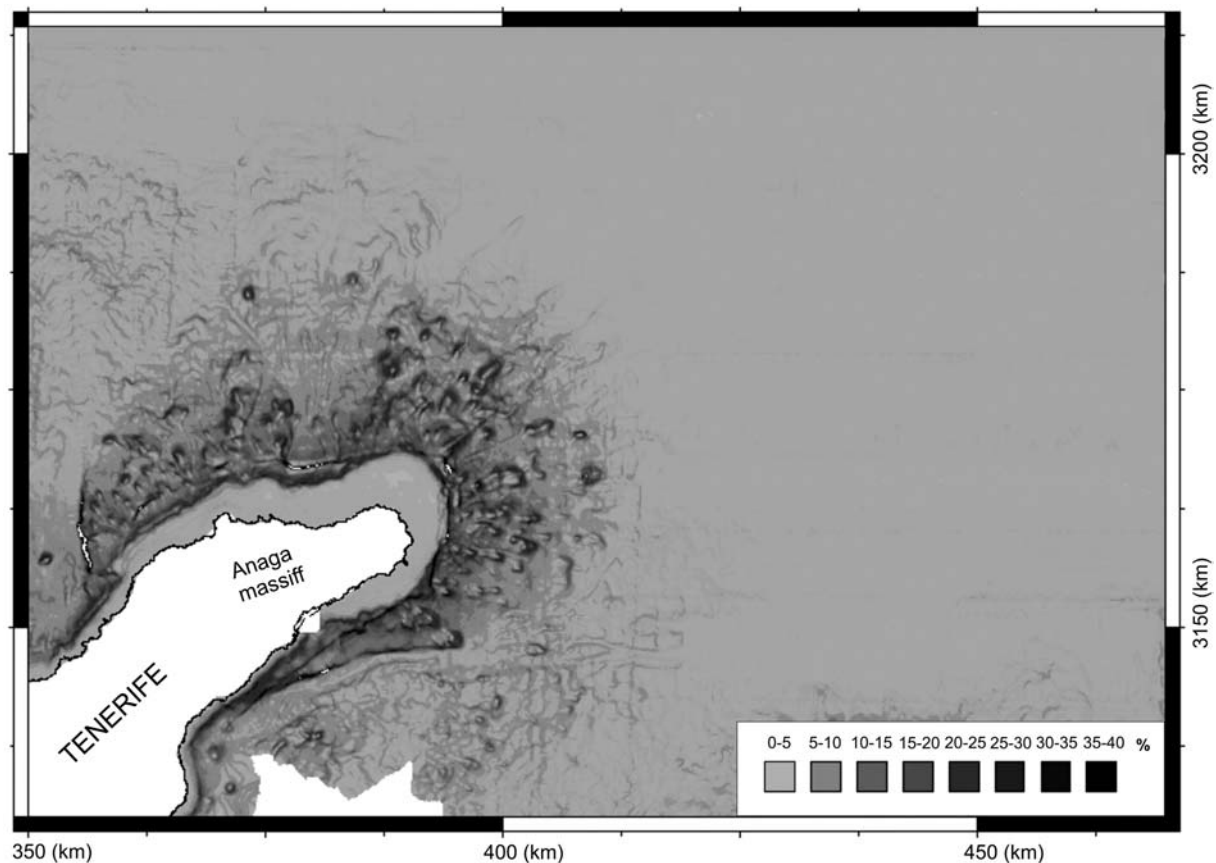 3200 (km)
Anaga
massiff
3150 (km)
TENERIFE
0-5 5-10 10-15 15-20 20-25 25-30 30-35 35-40 %
350 (km) 400 (km) 450 (km)